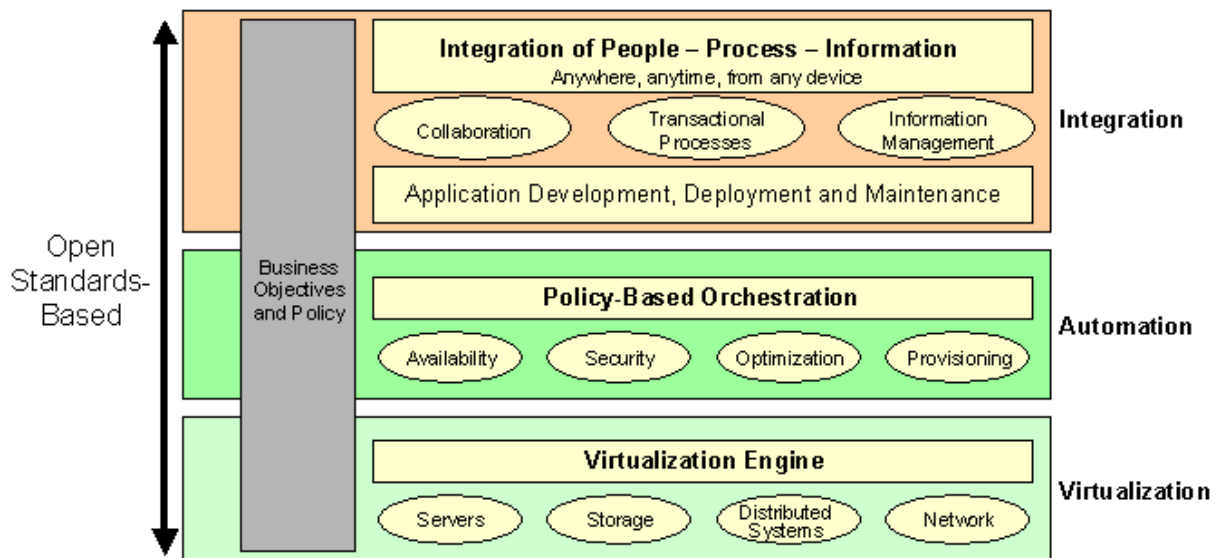 Integration of People – Process – Information
Anywhere, anytime, from any device
Collaboration
Transactional
Processes
Information
Management
Application Development, Deployment and Maintenance
Integration
Open
Standards-
Based
Business
Objectives
and Policy
Policy-Based Orchestration
Availability
Security
Optimization
Provisioning
Automation
Virtualization Engine
Servers
Storage
Distributed
Systems
Network
Virtualization